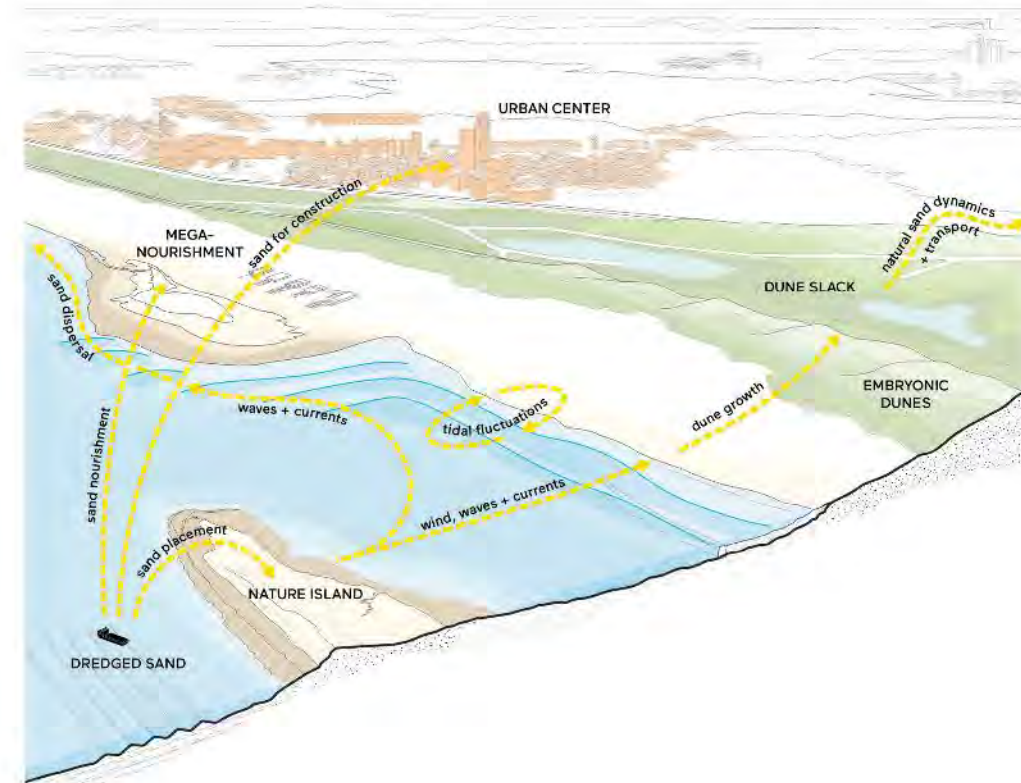 URBAN CENTER
sand for construction
MEGA-
NOURISHMENT
natural sand dynamics
+ transport
DUNE SLACK
sand dispersal
EMBRYONIC
DUNES
dune growth
waves + currents
tidal fluctuations
sand nourishment
wind, waves + currents
sand placement
NATURE ISLAND
DREDGED SAND